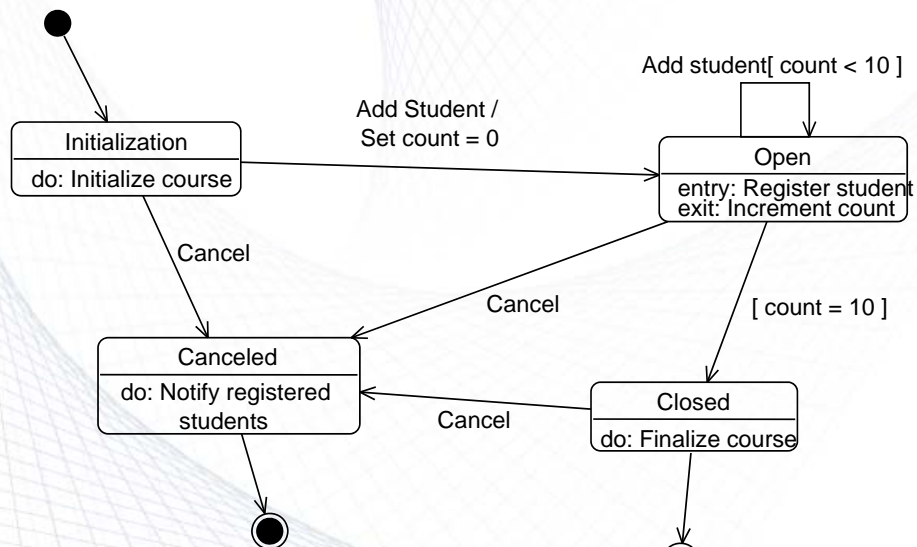 Add student[ count < 10 ]
Add Student /
Set count = 0
Initialization
do: Initialize course
Open
entry: Register student
exit: Increment count
Cancel
Cancel
[ count = 10 ]
Canceled
do: Notify registered
students
Cancel
Closed
do: Finalize course